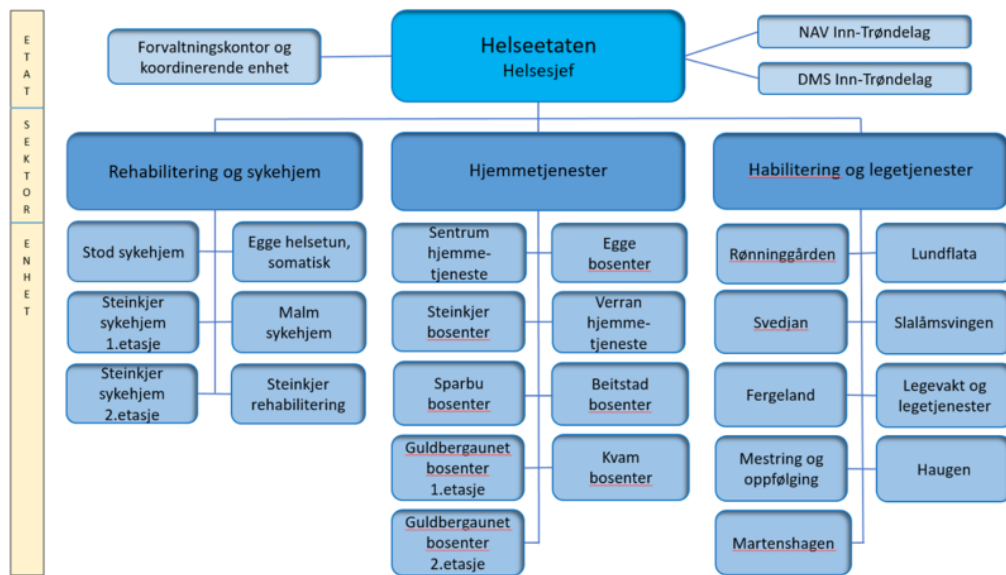 ETAT
Forvaltningskontor og
koordinerende enhet
Helseetaten
Helsesjef
NAV Inn-Trøndelag
DMS Inn-Trøndelag
SEKTOR
Rehabilitering og sykehjem
Hjemmetjenester
Habilitering og legetjenester
ENHET
Stod sykehjem
Egge helsetun,
somatisk
Steinkjer
sykehjem
1.etasje
Malm
sykehjem
Steinkjer
sykehjem
2.etasje
Steinkjer
rehabilitering
Sentrum
hjemme-
tjeneste
Egge
bosenter
Steinkjer
bosenter
Verran
hjemme-
tjeneste
Sparbu
bosenter
Beitstad
bosenter
Guldbergaunet
bosenter
1.etasje
Kvam
bosenter
Guldbergaunet
bosenter
2.etasje
Rønninggården
Lundflata
Svedjan
Slalåmsvingen
Fergeland
Legevakt og
legetjenester
Mestring og
oppfølging
Haugen
Martenshagen